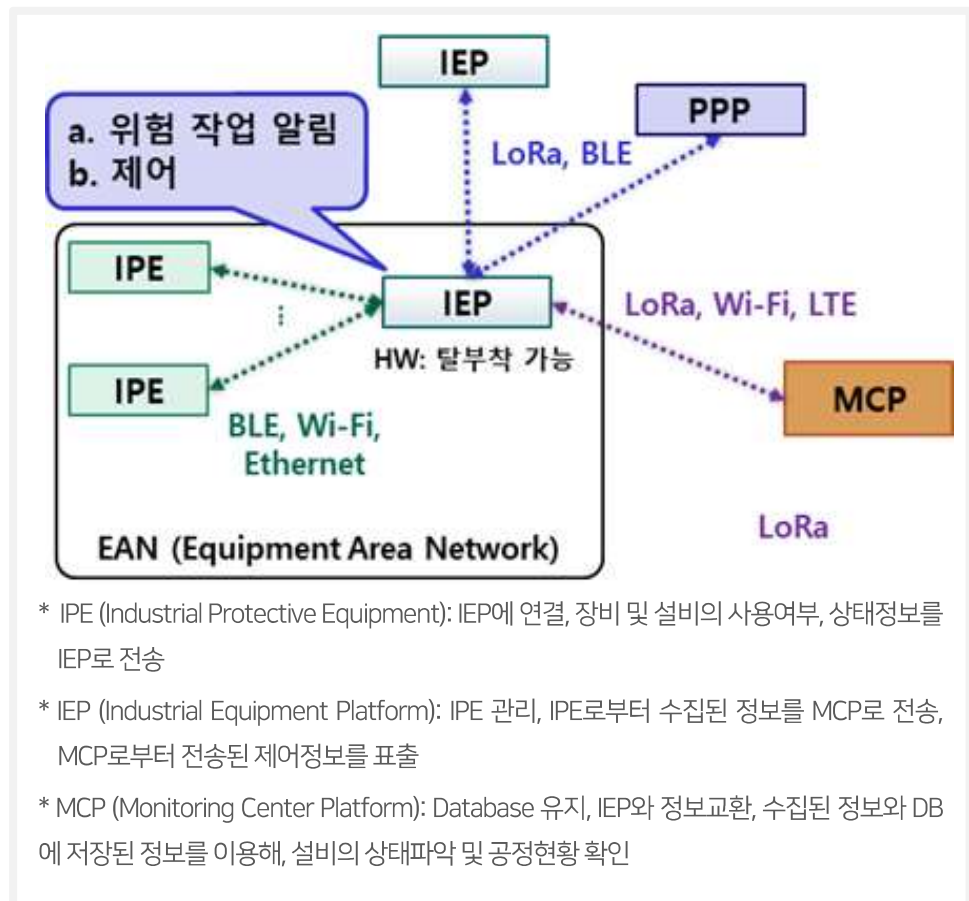 IEP
PPP
a. 위험 작업 알림
b. 제어
LoRa, BLE
IPE
IEP
LoRa, Wi-Fi, LTE
HW: 탈부착 가능
IPE
MCP
BLE, Wi-Fi,
Ethernet
LoRa
EAN (Equipment Area Network)
* IPE (Industrial Protective Equipment): IEP에 연결, 장비 및 설비의 사용여부, 상태정보를
IEP로 전송
* IEP (Industrial Equipment Platform): IPE 관리, IPE로부터 수집된 정보를 MCP로 전송,
MCP로부터 전송된 제어정보를 표출
* MCP (Monitoring Center Platform): Database 유지, IEP와 정보교환, 수집된 정보와 DB
에 저장된 정보를 이용해, 설비의 상태파악 및 공정현황 확인